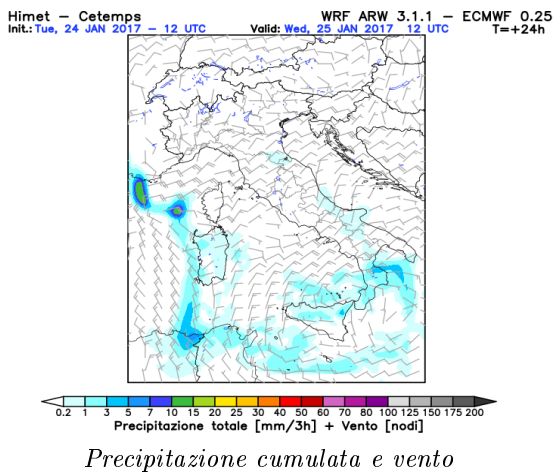 Himet – Cetemps WRF ARW 3.1.1 – ECMWF 0.25
Init.: Tue, 24 JAN 2017 – 12 UTC Valid: Wed, 25 JAN 2017 12 UTC T=+24h
0.2 1 3 5 7 10 15 20 25 30 40 50 60 70 80 100 125 150 175 200
Precipitazione totale [mm/3h] + Vento [nodi]
Precipitazione cumulata e vento